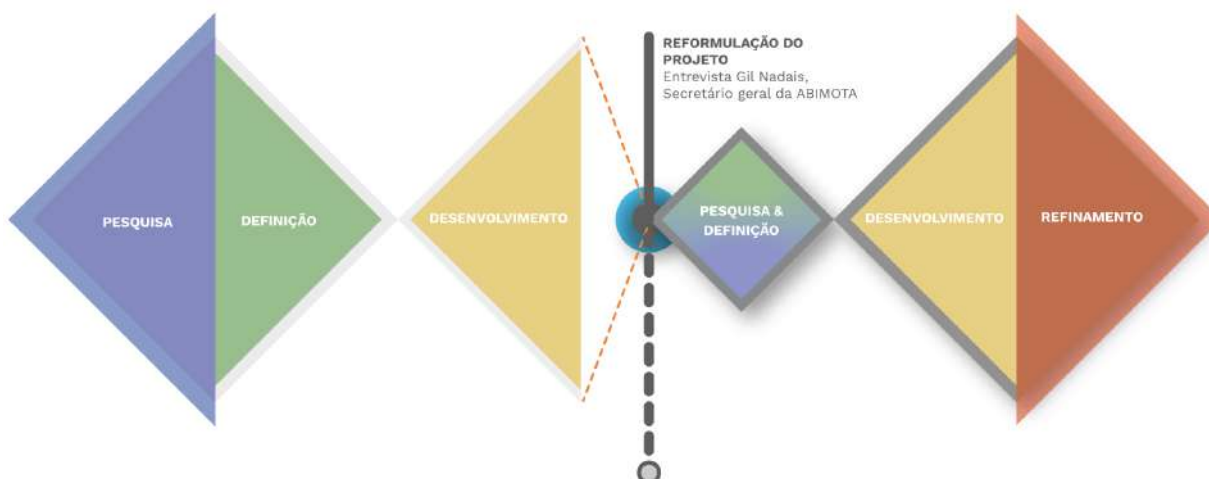 REFORMULAÇÃO DO
PROJETO
Entrevista Gil Nadais,
Secretário geral da ABIMOTA
PESQUISA
DEFINIÇÃO
DESENVOLVIMENTO
PESQUISA &
DEFINIÇÃO
DESENVOLVIMENTO
REFINAMENTO